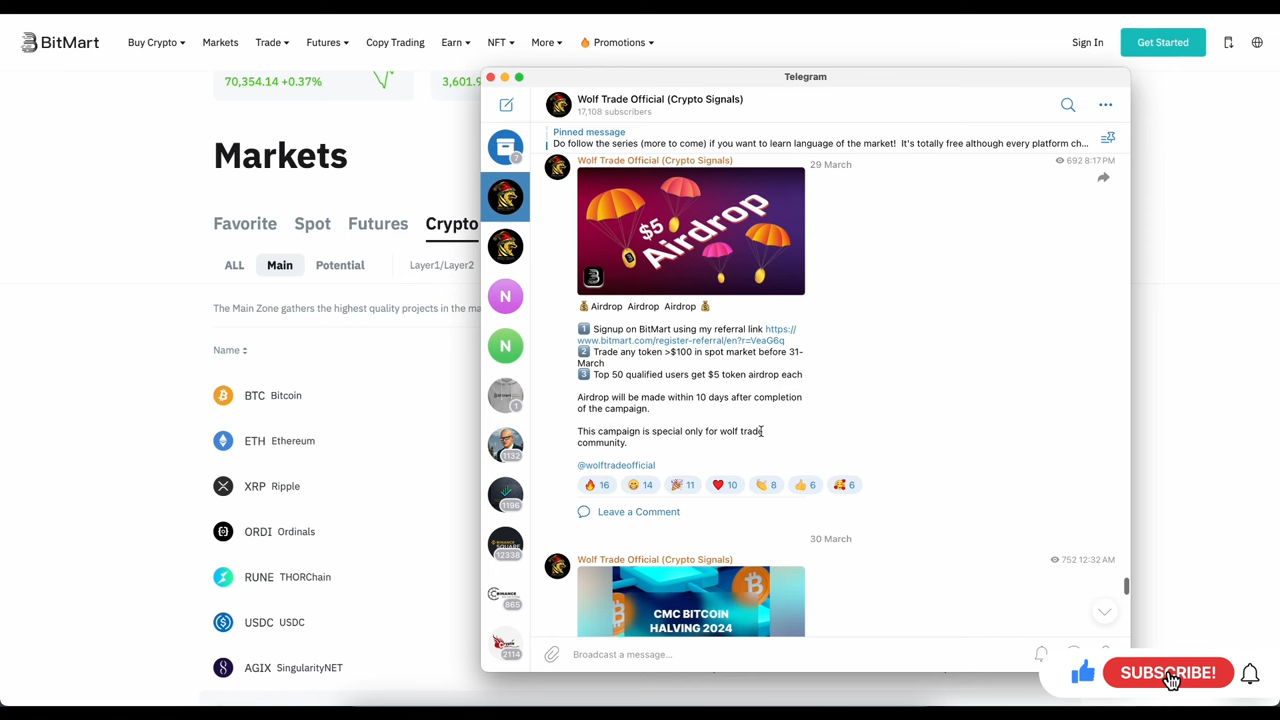 BitMart
Buy Crypto
Markets
Trade
Futures
Copy Trading
Earn
NFT
More
Promotions
Sign In
Get Started
70,354.14 +0.37%
3,601.9
Markets
Favorite
Spot
Futures
Crypto
ALL
Main
Potential
Layer1/Layer2
The Main Zone gathers the highest quality projects in the ma
Name
BTC Bitcoin
ETH Ethereum
XRP Ripple
ORDI Ordinals
RUNE THORChain
USDC USDC
AGIX SingularityNET
Telegram
7
N
N
1
1132
1196
12338
865
2114
Wolf Trade Official (Crypto Signals)
17,108 subscribers
Pinned message
Do follow the series (more to come) if you want to learn language of the market! It's totally free although every platform ch...
Wolf Trade Official (Crypto Signals)
29 March
692 8:17 PM
$5
Airdrop
💰Airdrop Airdrop Airdrop 💰
1️⃣ Signup on BitMart using my referral link https://
www.bitmart.com/register-referral/en?r=VeaG6q
2️⃣ Trade any token >$100 in spot market before 31-
March
3️⃣ Top 50 qualified users get $5 token airdrop each
Airdrop will be made within 10 days after completion
of the campaign.
This campaign is special only for wolf trade
community.
@wolftradeofficial
🔥 16
😀 14
🎉 11
❤️ 10
👏 8
👍 6
🥰 6
Leave a Comment
30 March
Wolf Trade Official (Crypto Signals)
752 12:32 AM
CMC BITCOIN
HALVING 2024
Broadcast a message...
SUBSCRIBE!